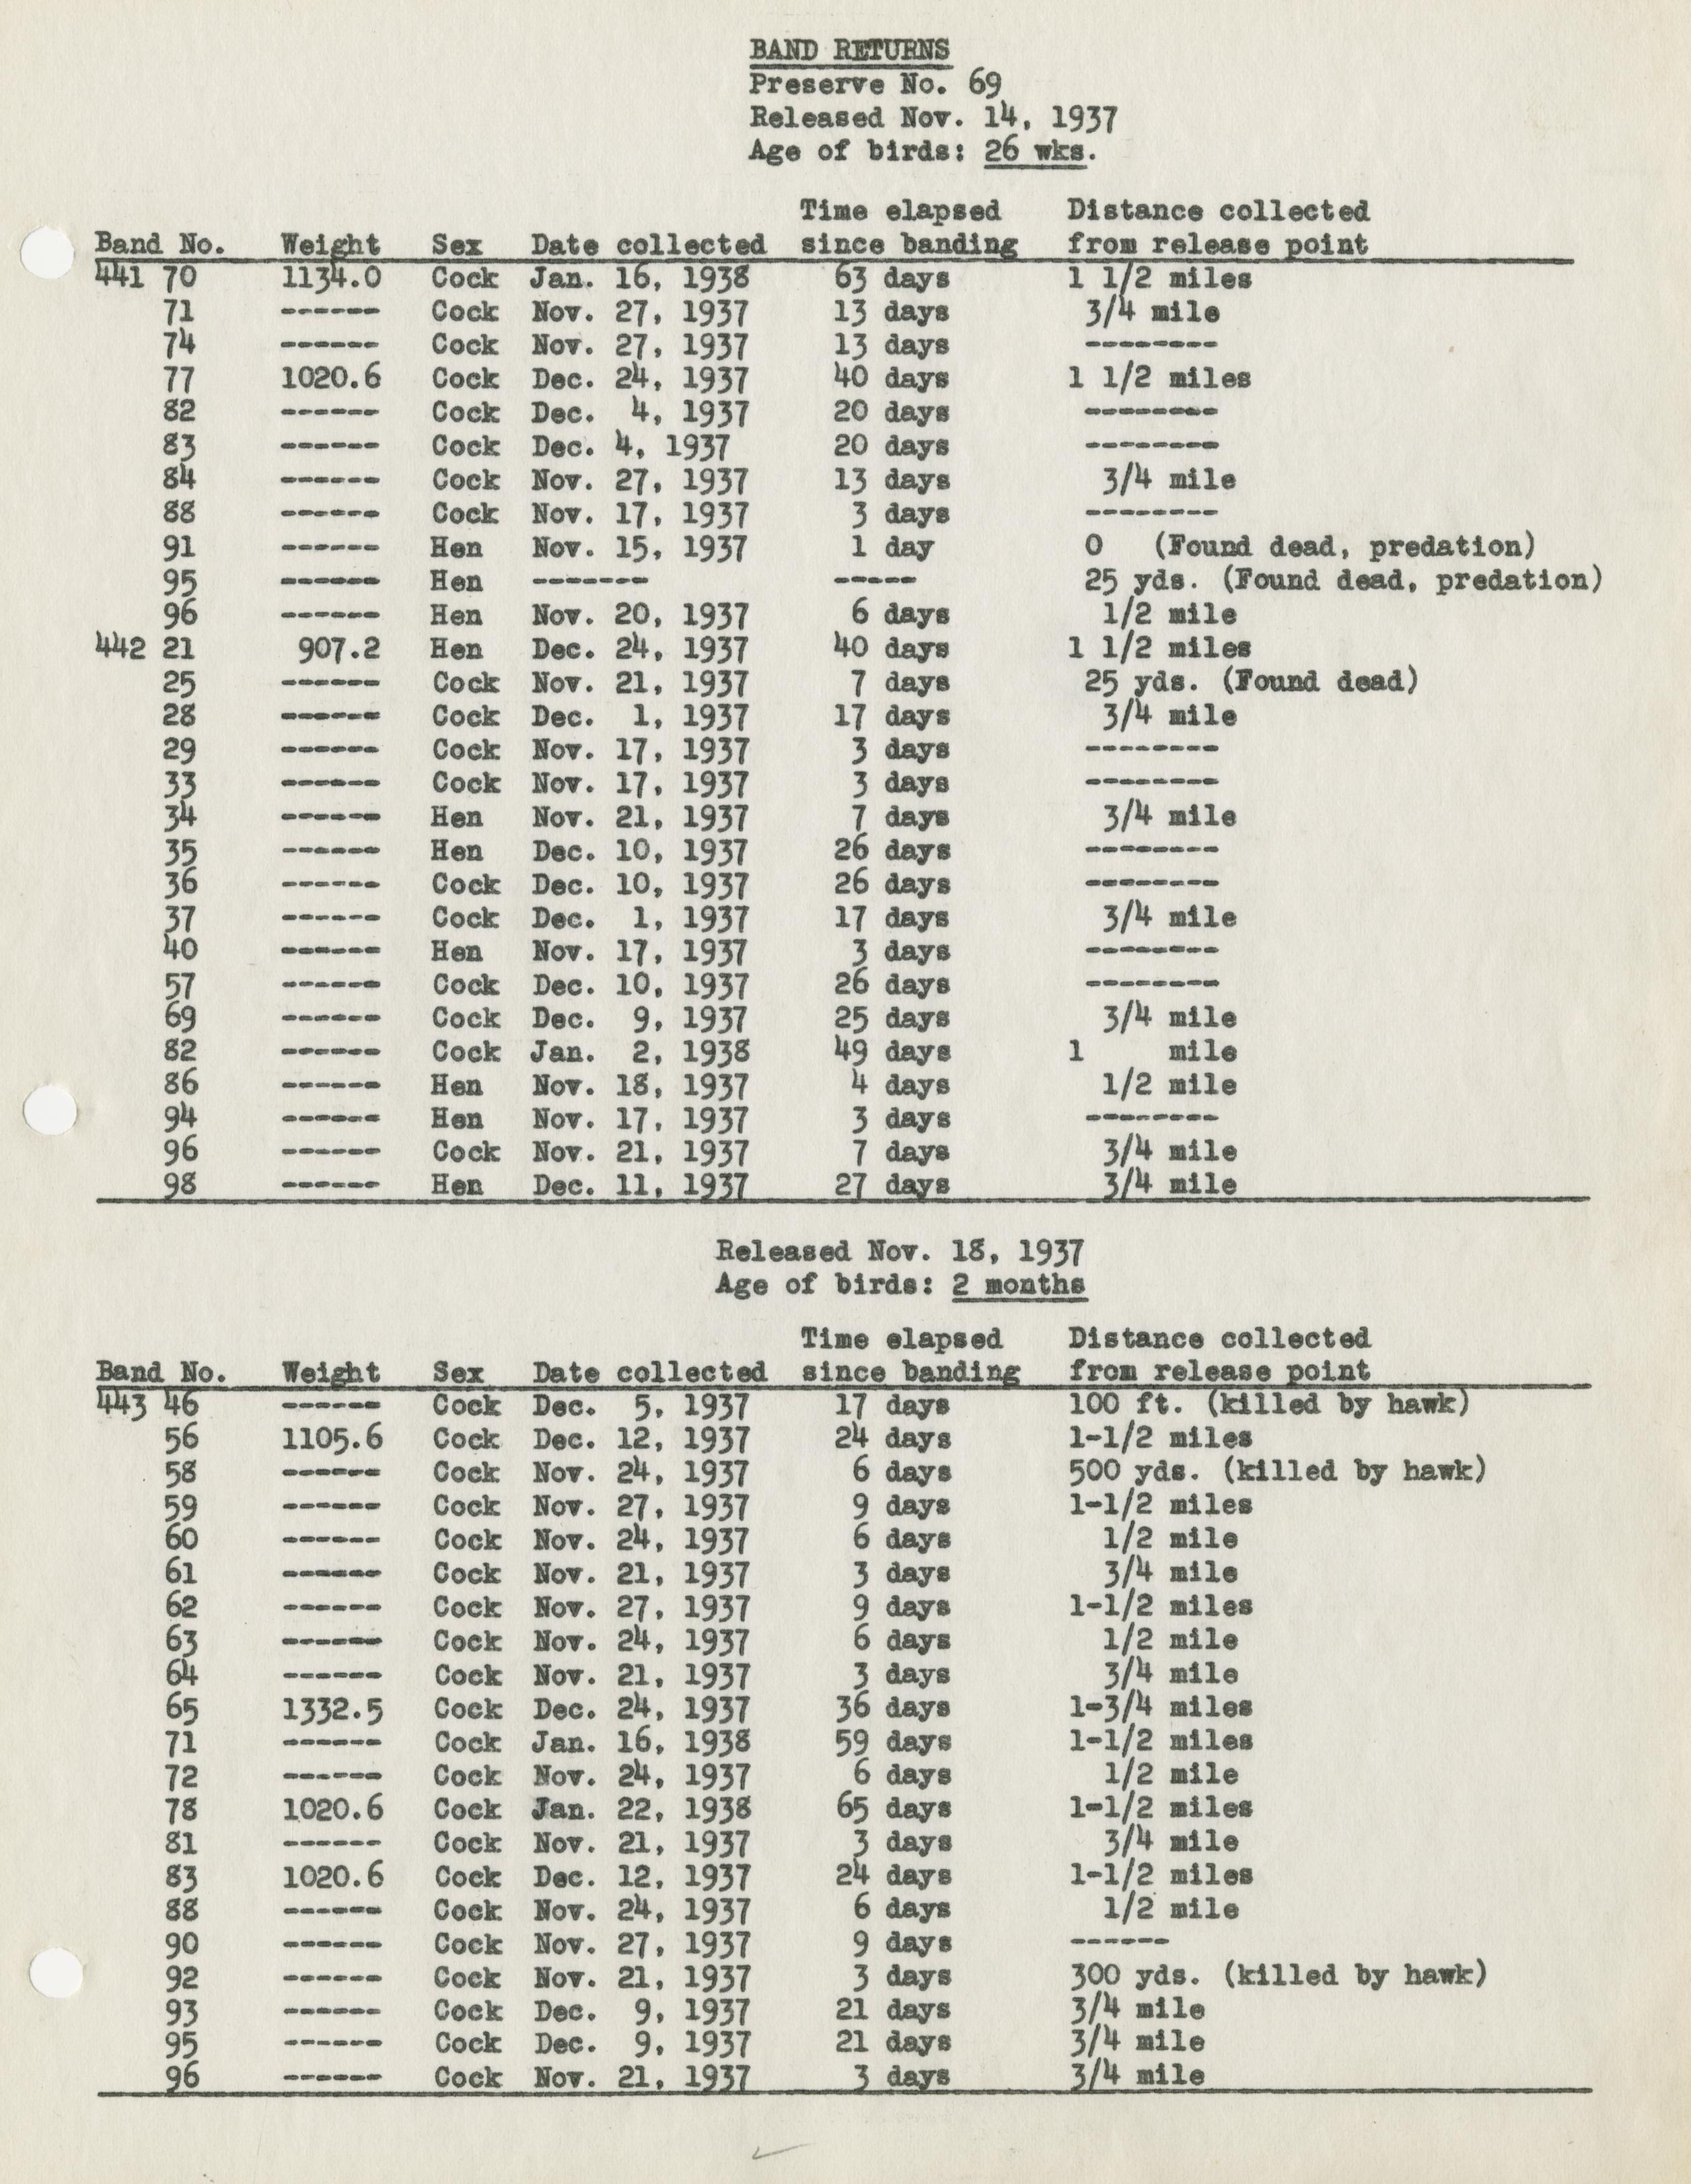 BAND RETURNS
Preserve No. 69
Released Nov. 14, 1937
Age of birds: 26 wks.
Time elapsed Distance collected
Band No. Weight Sex Date collected since banding from release point
441 70 1134.0 Cock Jan. 16, 1938 63 days 1 1/2 miles
71 ------ Cock Nov. 27, 1937 13 days 3/4 mile
74 ------ Cock Nov. 27, 1937 13 days --------
77 1020.6 Cock Dec. 24, 1937 40 days 1 1/2 miles
82 ------ Cock Dec. 4, 1937 20 days --------
83 ------ Cock Dec. 4, 1937 20 days --------
84 ------ Cock Nov. 27, 1937 13 days 3/4 mile
88 ------ Cock Nov. 17, 1937 3 days --------
91 ------ Hen Nov. 15, 1937 1 day 0 (Found dead, predation)
95 ------ Hen ------- ----- 25 yds. (Found dead, predation)
96 ------ Hen Nov. 20, 1937 6 days 1/2 mile
442 21 907.2 Hen Dec. 24, 1937 40 days 1 1/2 miles
25 ------ Cock Nov. 21, 1937 7 days 25 yds. (Found dead)
28 ------ Cock Dec. 1, 1937 17 days 3/4 mile
29 ------ Cock Nov. 17, 1937 3 days --------
33 ------ Cock Nov. 17, 1937 3 days --------
34 ------ Hen Nov. 21, 1937 7 days 3/4 mile
35 ------ Hen Dec. 10, 1937 26 days --------
36 ------ Cock Dec. 10, 1937 26 days --------
37 ------ Cock Dec. 1, 1937 17 days 3/4 mile
40 ------ Hen Nov. 17, 1937 3 days --------
57 ------ Cock Dec. 10, 1937 26 days --------
69 ------ Cock Dec. 9, 1937 25 days 3/4 mile
82 ------ Cock Jan. 2, 1938 49 days 1 mile
86 ------ Hen Nov. 18, 1937 4 days 1/2 mile
94 ------ Hen Nov. 17, 1937 3 days --------
96 ------ Cock Nov. 21, 1937 7 days 3/4 mile
98 ------ Hen Dec. 11, 1937 27 days 3/4 mile
Released Nov. 18, 1937
Age of birds: 2 months
Time elapsed Distance collected
Band No. Weight Sex Date collected since banding from release point
443 46 ------ Cock Dec. 5, 1937 17 days 100 ft. (killed by hawk)
56 1105.6 Cock Dec. 12, 1937 24 days 1-1/2 miles
58 ------ Cock Nov. 24, 1937 6 days 500 yds. (killed by hawk)
59 ------ Cock Nov. 27, 1937 9 days 1-1/2 miles
60 ------ Cock Nov. 24, 1937 6 days 1/2 mile
61 ------ Cock Nov. 21, 1937 3 days 3/4 mile
62 ------ Cock Nov. 27, 1937 9 days 1-1/2 miles
63 ------ Cock Nov. 24, 1937 6 days 1/2 mile
64 ------ Cock Nov. 21, 1937 3 days 3/4 mile
65 1332.5 Cock Dec. 24, 1937 36 days 1-3/4 miles
71 ------ Cock Jan. 16, 1938 59 days 1-1/2 miles
72 ------ Cock Nov. 24, 1937 6 days 1/2 mile
78 1020.6 Cock Jan. 22, 1938 65 days 1-1/2 miles
81 ------ Cock Nov. 21, 1937 3 days 3/4 mile
83 1020.6 Cock Dec. 12, 1937 24 days 1-1/2 miles
88 ------ Cock Nov. 24, 1937 6 days 1/2 mile
90 ------ Cock Nov. 27, 1937 9 days ------
92 ------ Cock Nov. 21, 1937 3 days 300 yds. (killed by hawk)
93 ------ Cock Dec. 9, 1937 21 days 3/4 mile
95 ------ Cock Dec. 9, 1937 21 days 3/4 mile
96 ------ Cock Nov. 21, 1937 3 days 3/4 mile